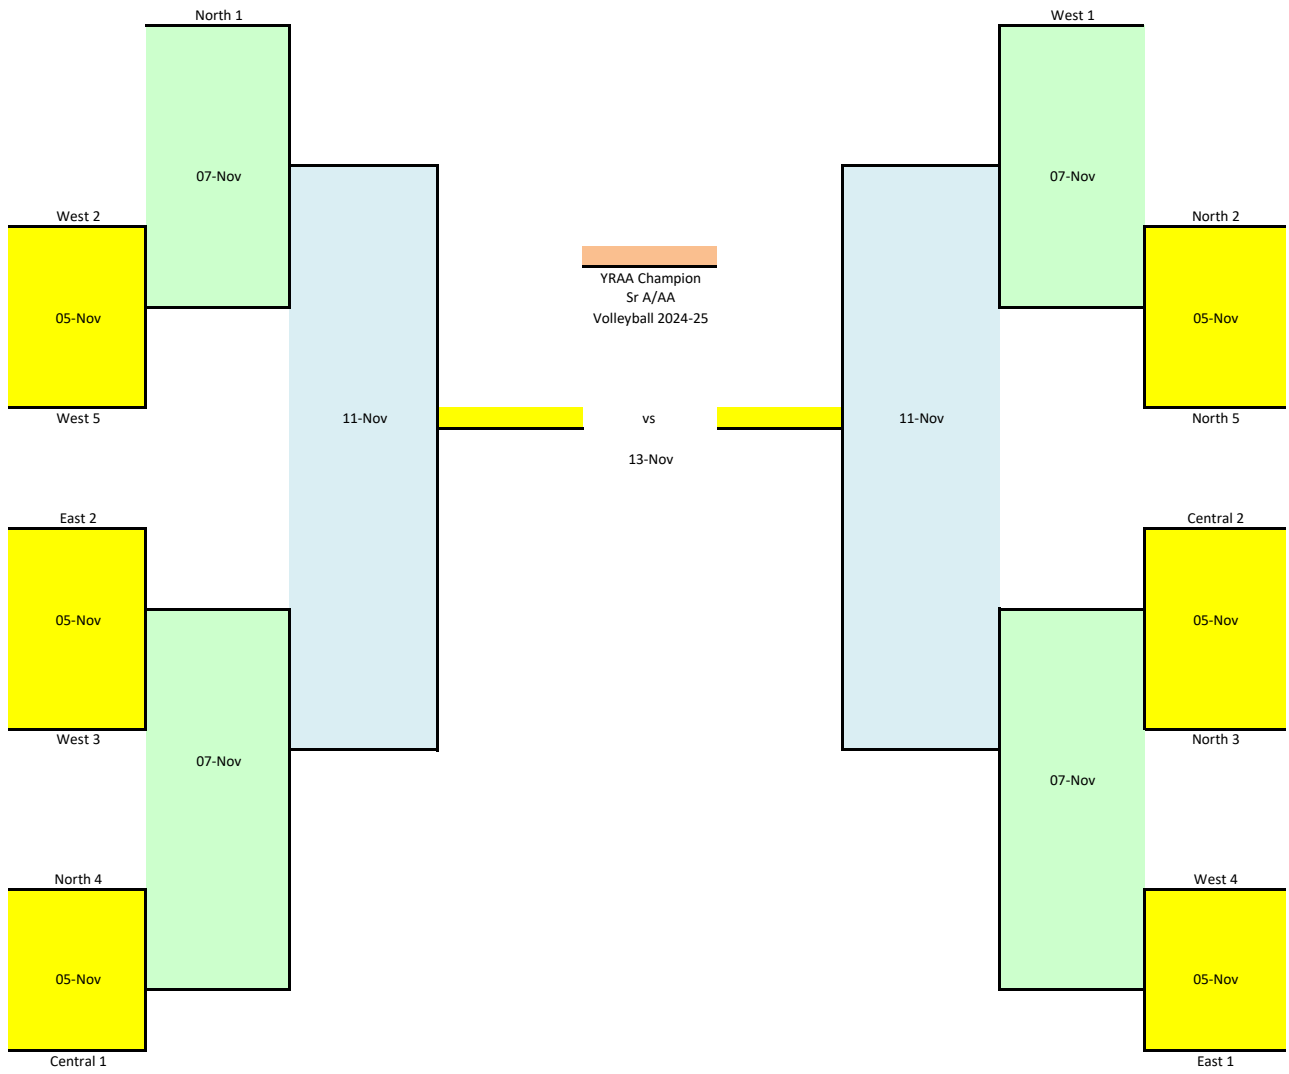 North 1
West 1
07-Nov
07-Nov
West 2
North 2
YRAA Champion
Sr A/AA
Volleyball 2024-25
05-Nov
05-Nov
West 5
11-Nov
vs
11-Nov
North 5
13-Nov
East 2
Central 2
05-Nov
05-Nov
West 3
North 3
07-Nov
07-Nov
North 4
West 4
05-Nov
05-Nov
Central 1
East 1